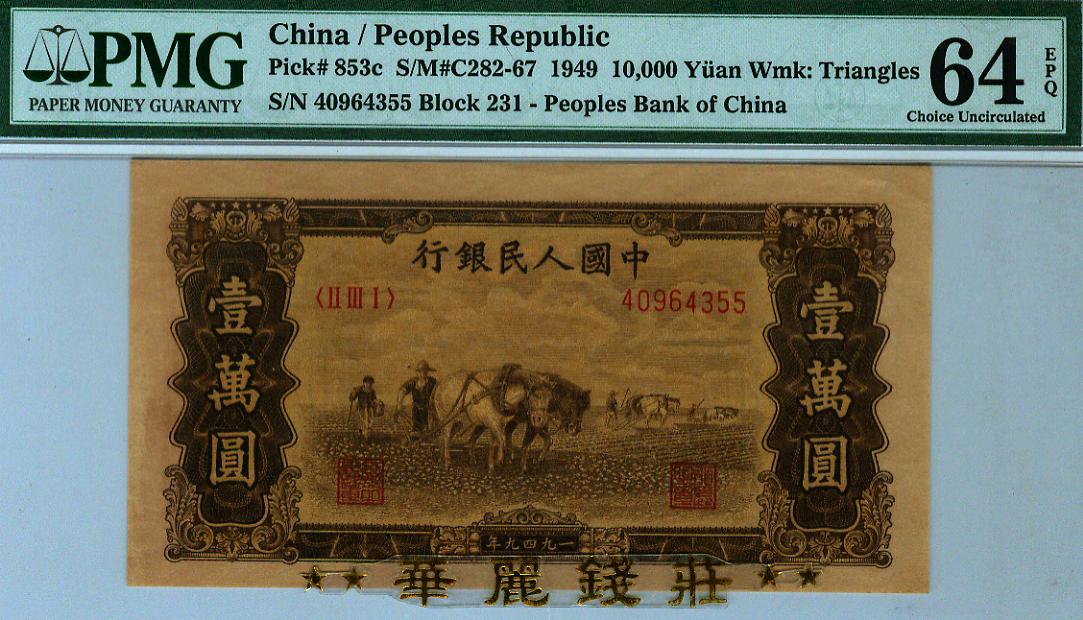 PMG
PAPER MONEY GUARANTY
China / Peoples Republic
Pick# 853c S/M#C282-67 1949 10,000 Yüan Wmk: Triangles
S/N 40964355 Block 231 - Peoples Bank of China
64
EPQ
Choice Uncirculated
中國人民銀行
〈II III I〉
40964355
壹萬圓
壹萬圓
一九四九年
華麗錢莊